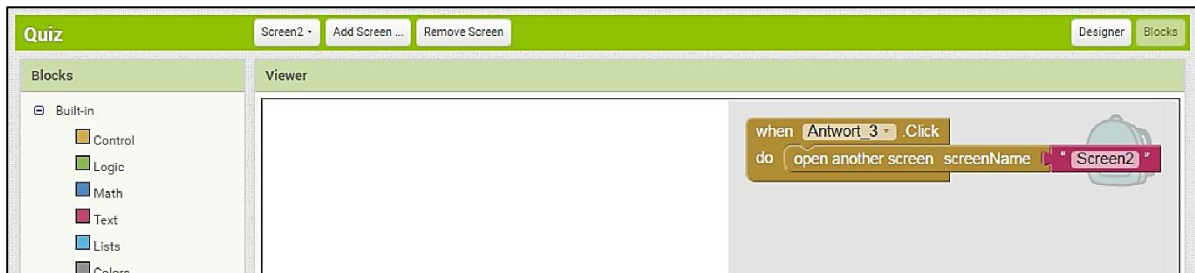 Quiz Screen2 Add Screen ... Remove Screen Designer Blocks
Blocks Viewer
Built-in
Control
Logic
Math
Text
Lists
Colors
when Antwort_3 .Click
do open another screen screenName " Screen2 "